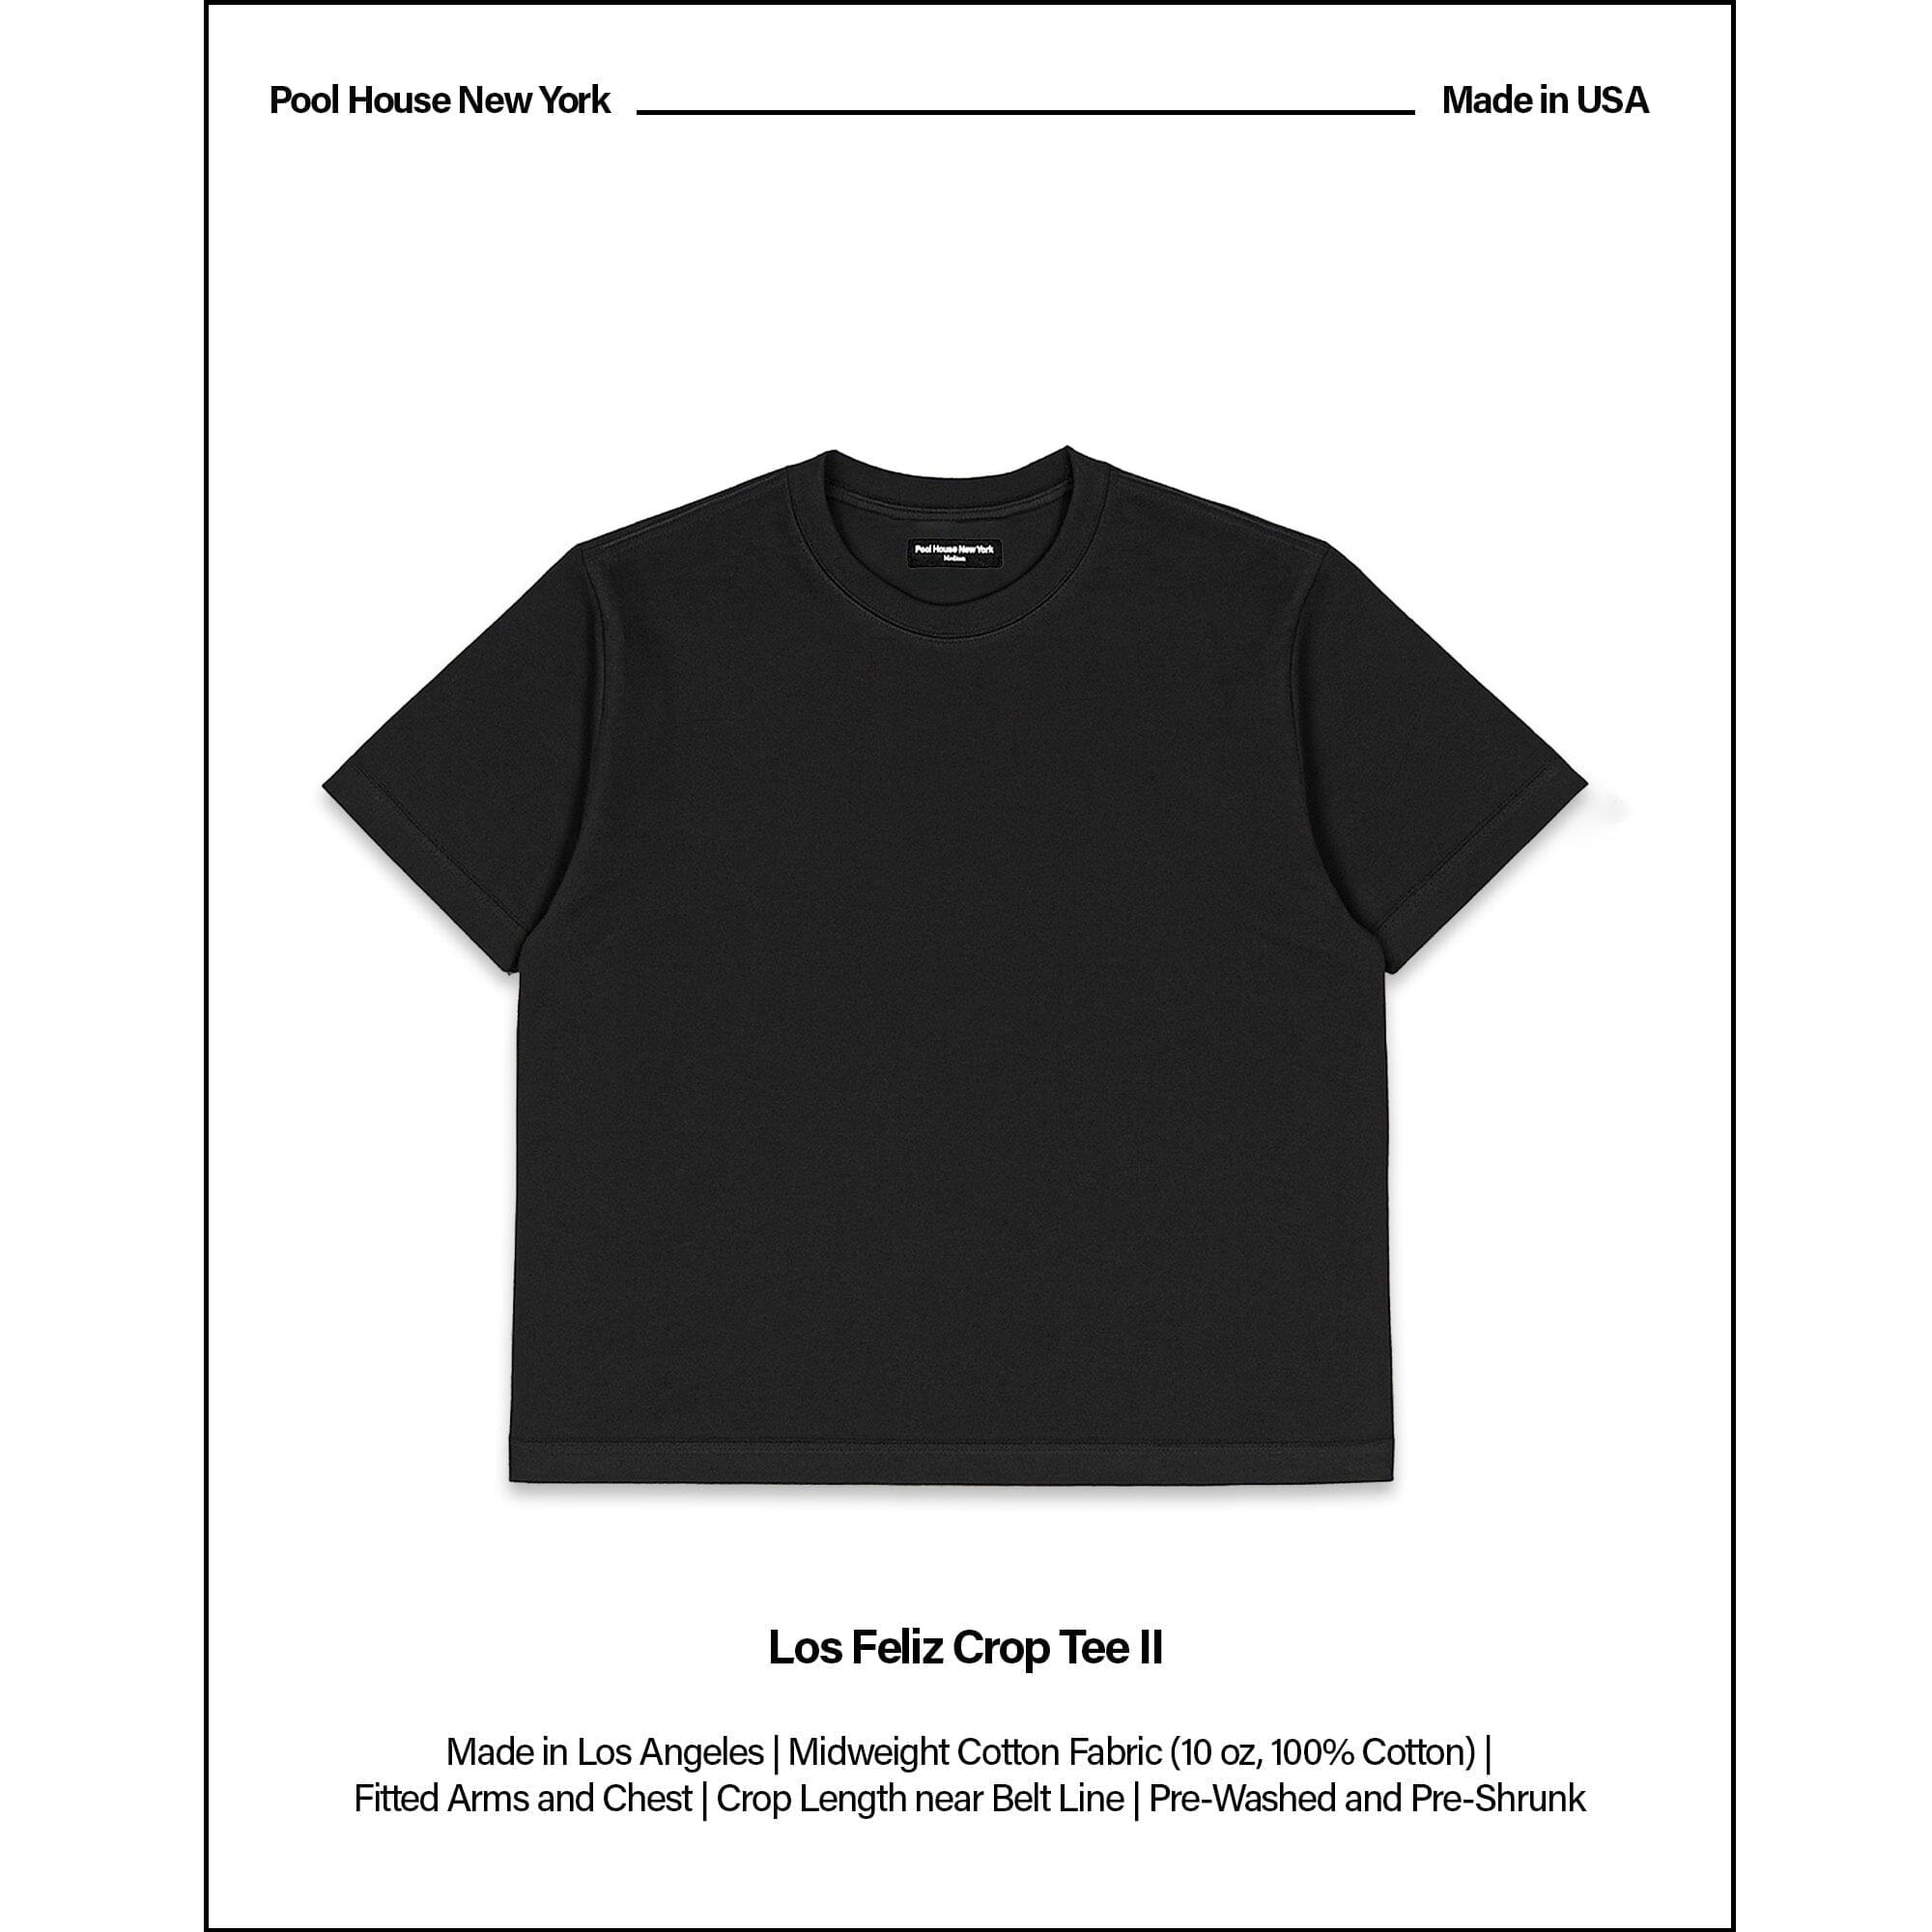 Pool House New York
Made in USA
Pool House New York
Medium
Los Feliz Crop Tee II
Made in Los Angeles | Midweight Cotton Fabric (10 oz, 100% Cotton) |
Fitted Arms and Chest | Crop Length near Belt Line | Pre-Washed and Pre-Shrunk